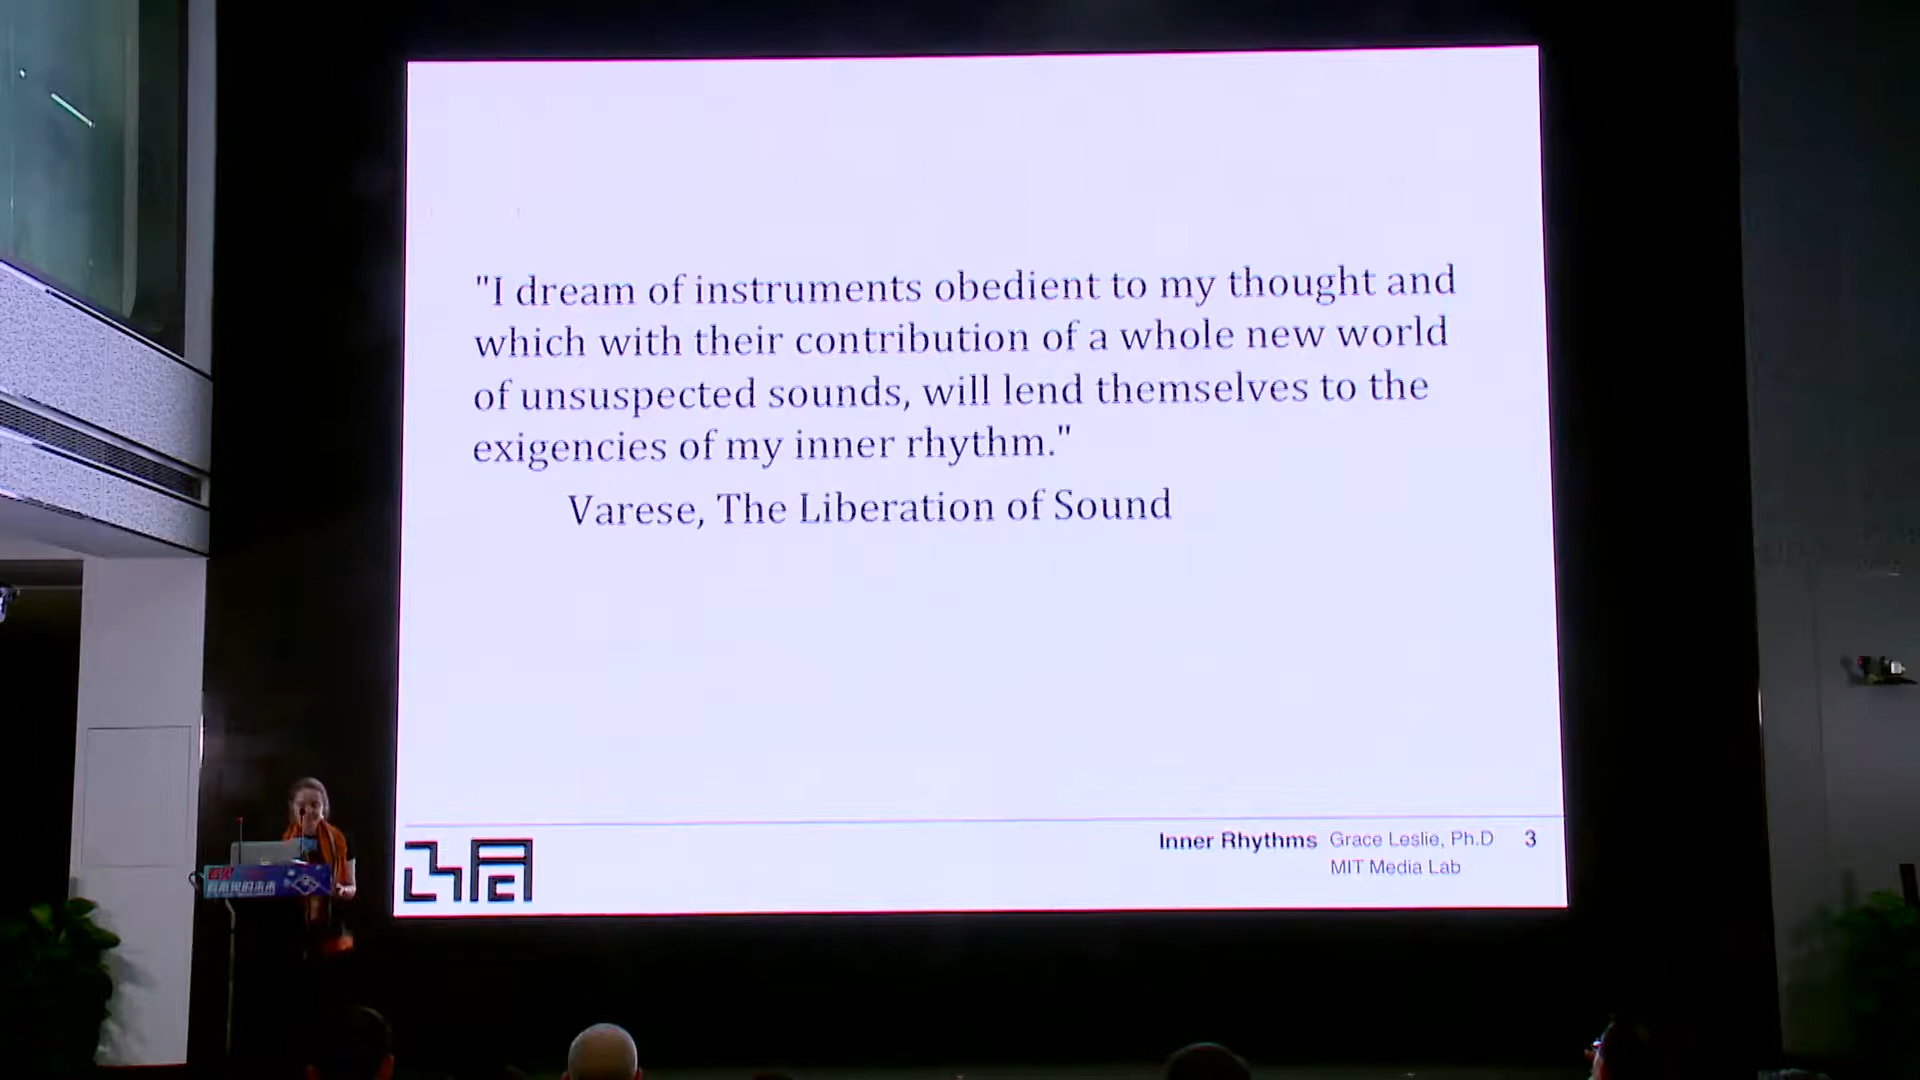 "I dream of instruments obedient to my thought and
which with their contribution of a whole new world
of unsuspected sounds, will lend themselves to the
exigencies of my inner rhythm."
Varese, The Liberation of Sound
Inner Rhythms Grace Leslie, Ph.D 3
MIT Media Lab